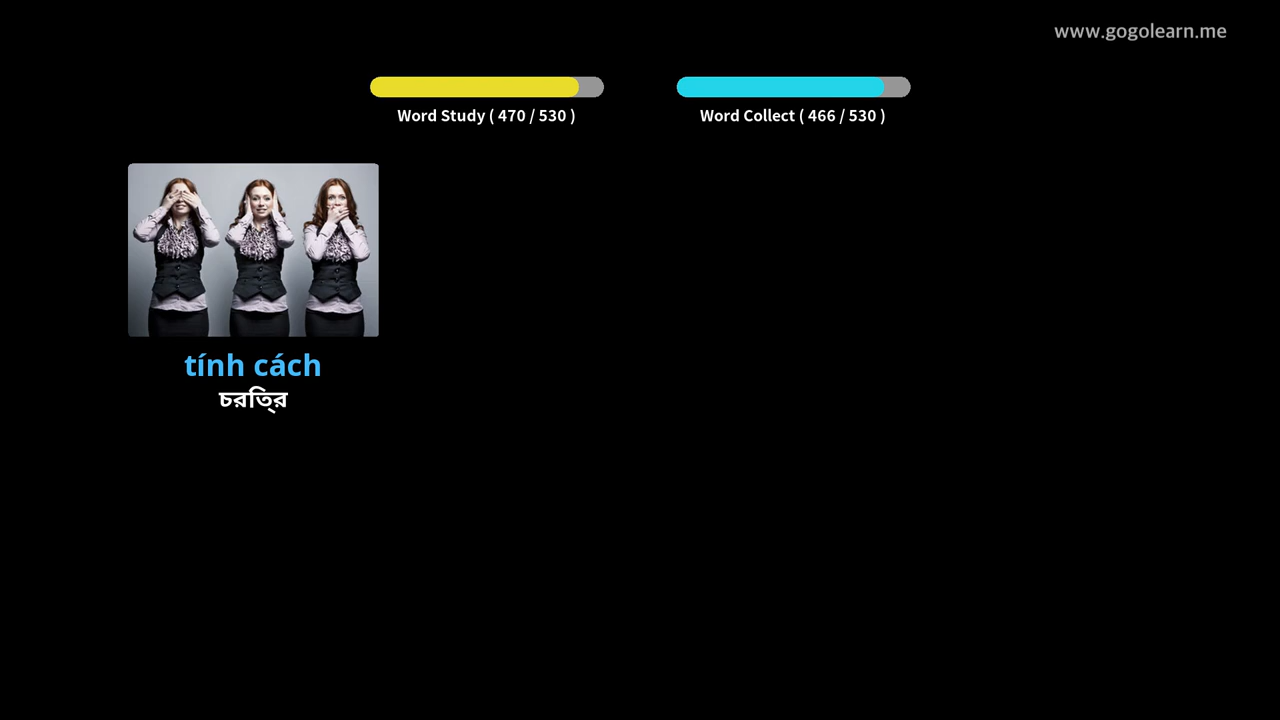 www.gogolearn.me
Word Study ( 470 / 530 )
Word Collect ( 466 / 530 )
tính cách
চরিত্র